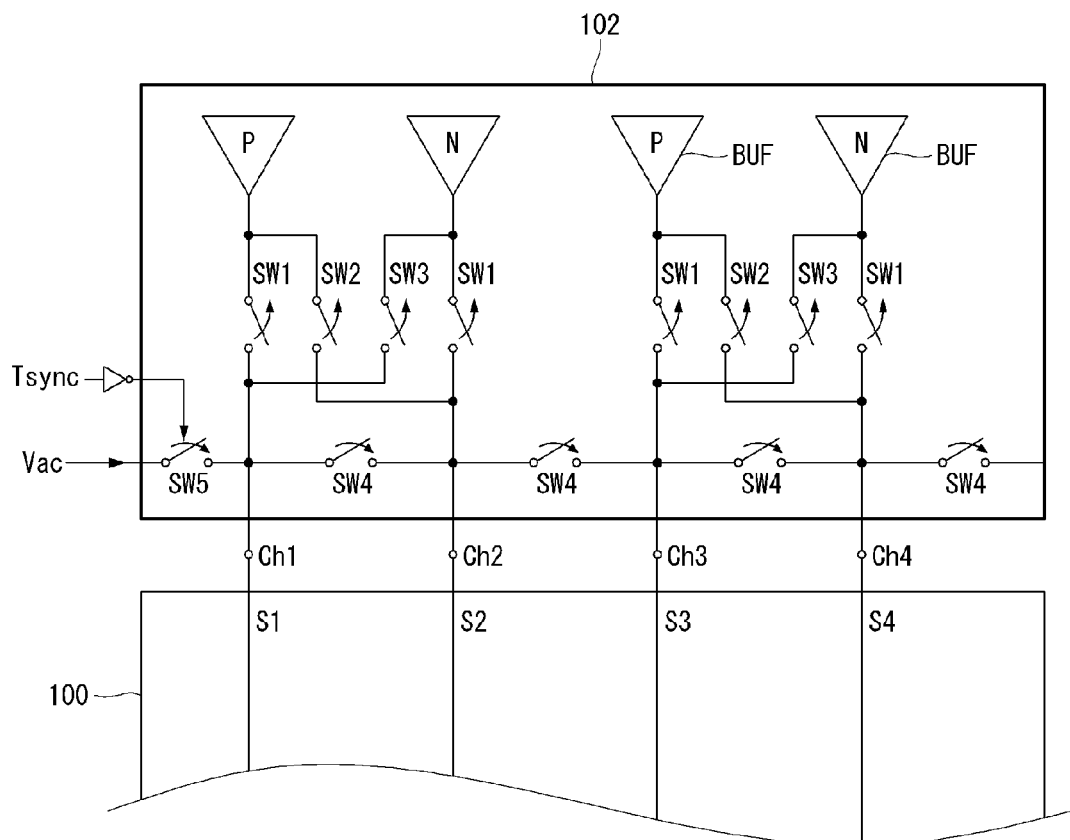 102
P N P N
BUF BUF
SW1 SW2 SW3 SW1 SW1 SW2 SW3 SW1
Tsync
Vac
SW5 SW4 SW4 SW4 SW4
Ch1 Ch2 Ch3 Ch4
S1 S2 S3 S4
100